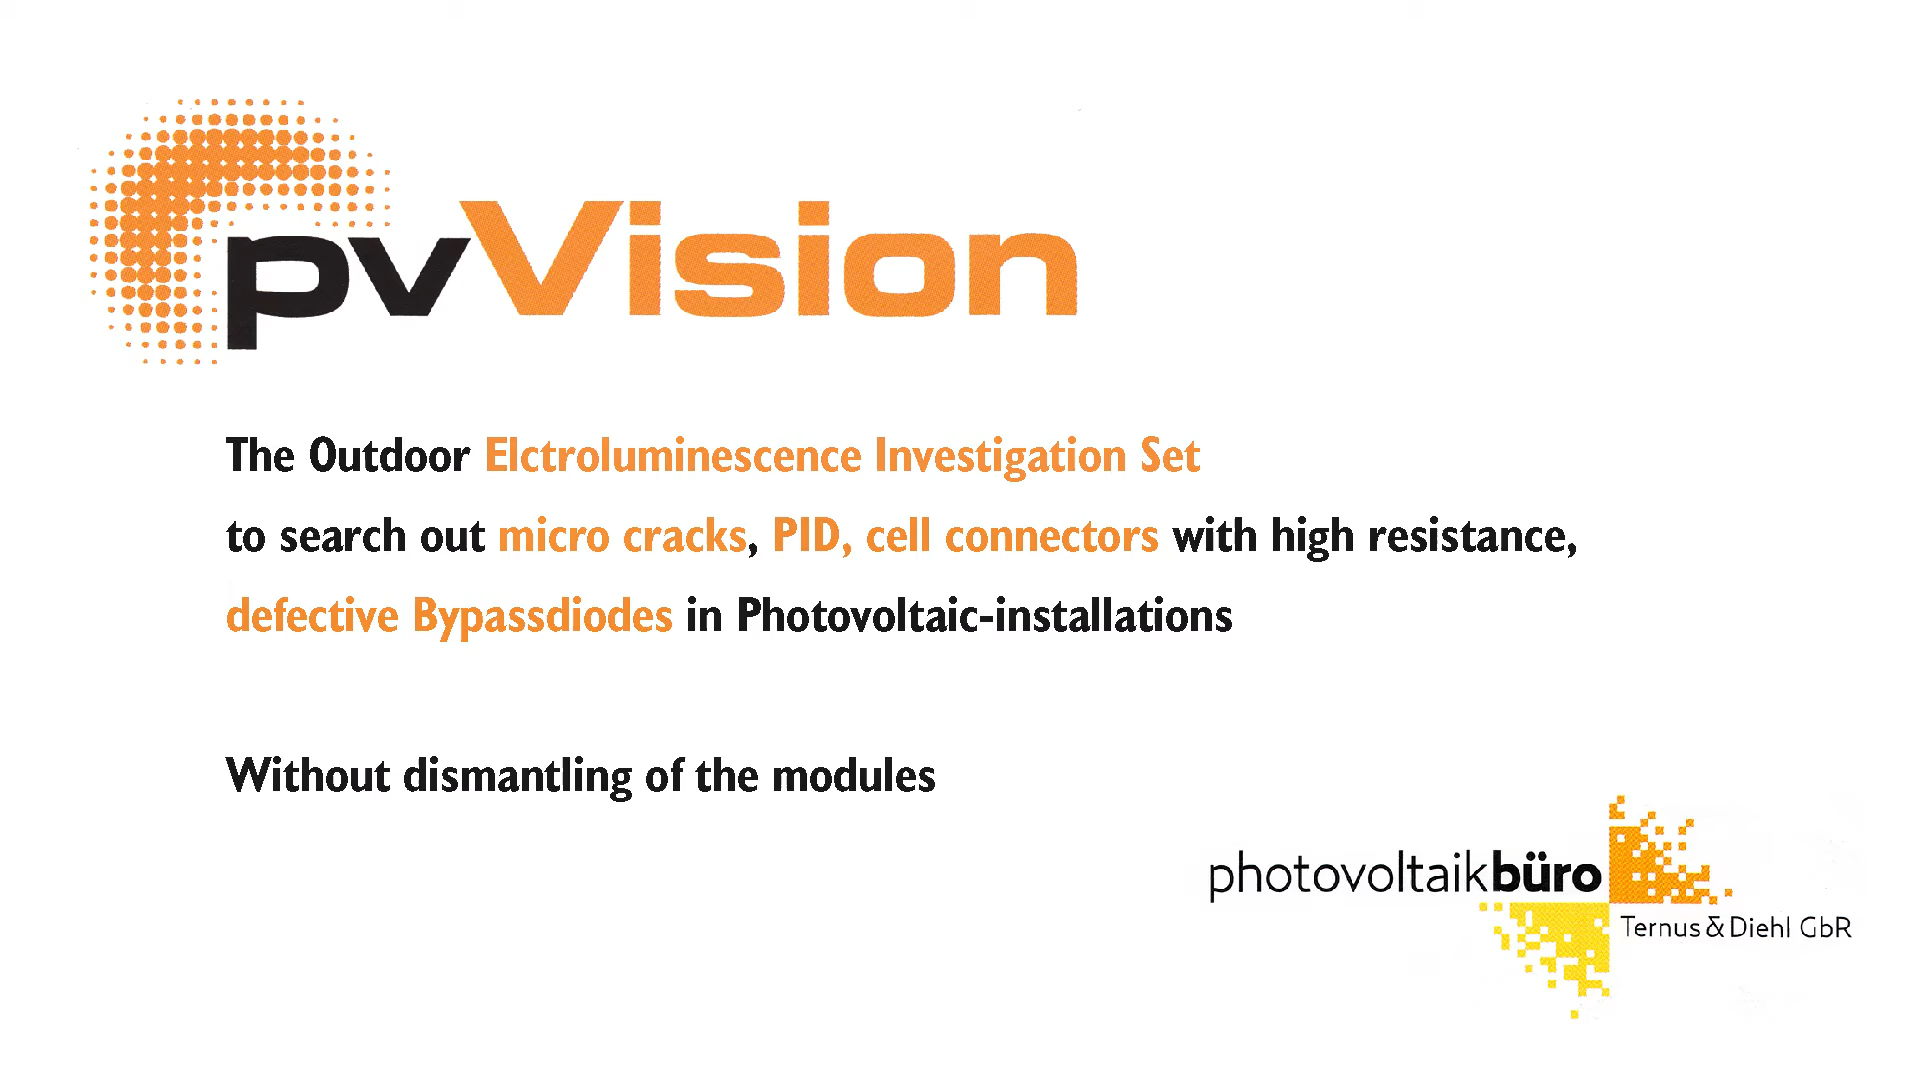 pvVision
The Outdoor Elctroluminescence Investigation Set
to search out micro cracks, PID, cell connectors with high resistance,
defective Bypassdiodes in Photovoltaic-installations
Without dismantling of the modules
photovoltaikbüro
Ternus & Diehl GbR